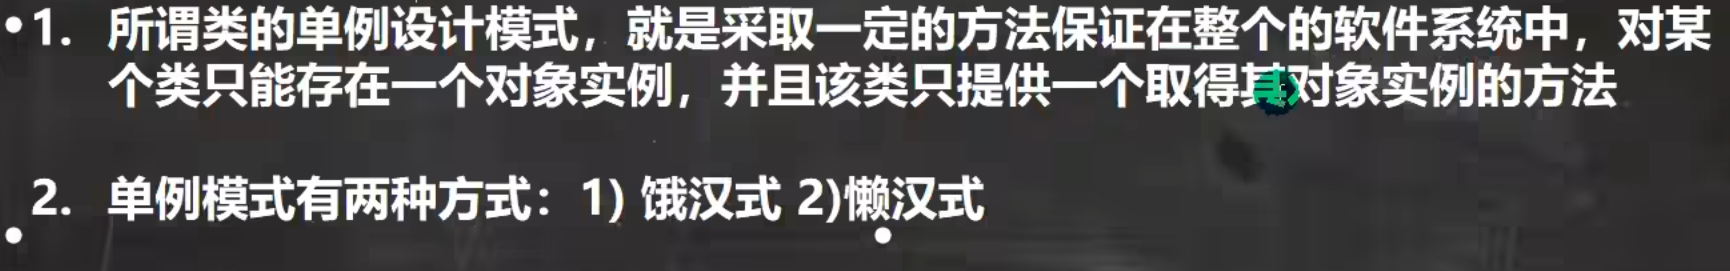 1. 所谓类的单例设计模式，就是采取一定的方法保证在整个的软件系统中，对某
个类只能存在一个对象实例，并且该类只提供一个取得其对象实例的方法
2. 单例模式有两种方式：1) 饿汉式 2)懒汉式